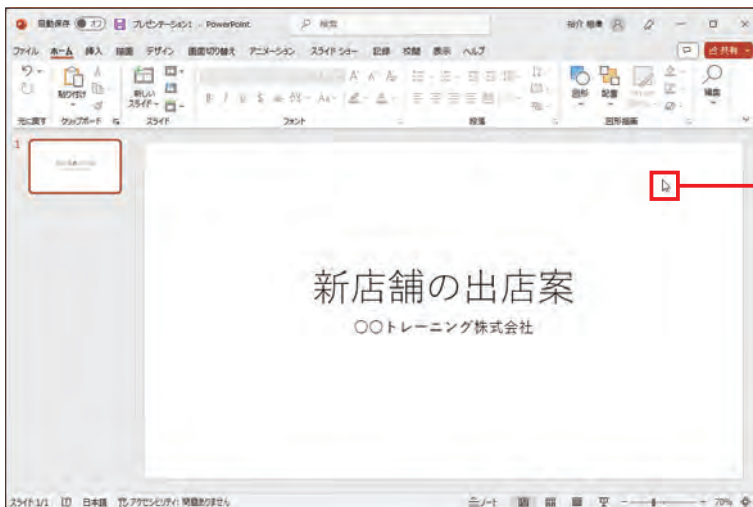 自動保存 オフ プレゼンテーション1 - PowerPoint 検索
ファイル ホーム 挿入 描画 デザイン 画面切り替え アニメーション スライド ショー 記録 校閲 表示 ヘルプ 共有
貼り付け 新しい スライド 図形 配置 編集
元に戻す クリップボード スライド フォント 段落 図形描画
1
新店舗の出店案
〇〇トレーニング株式会社
スライド 1/1 日本語 アクセシビリティ: 問題ありません ノート 70%